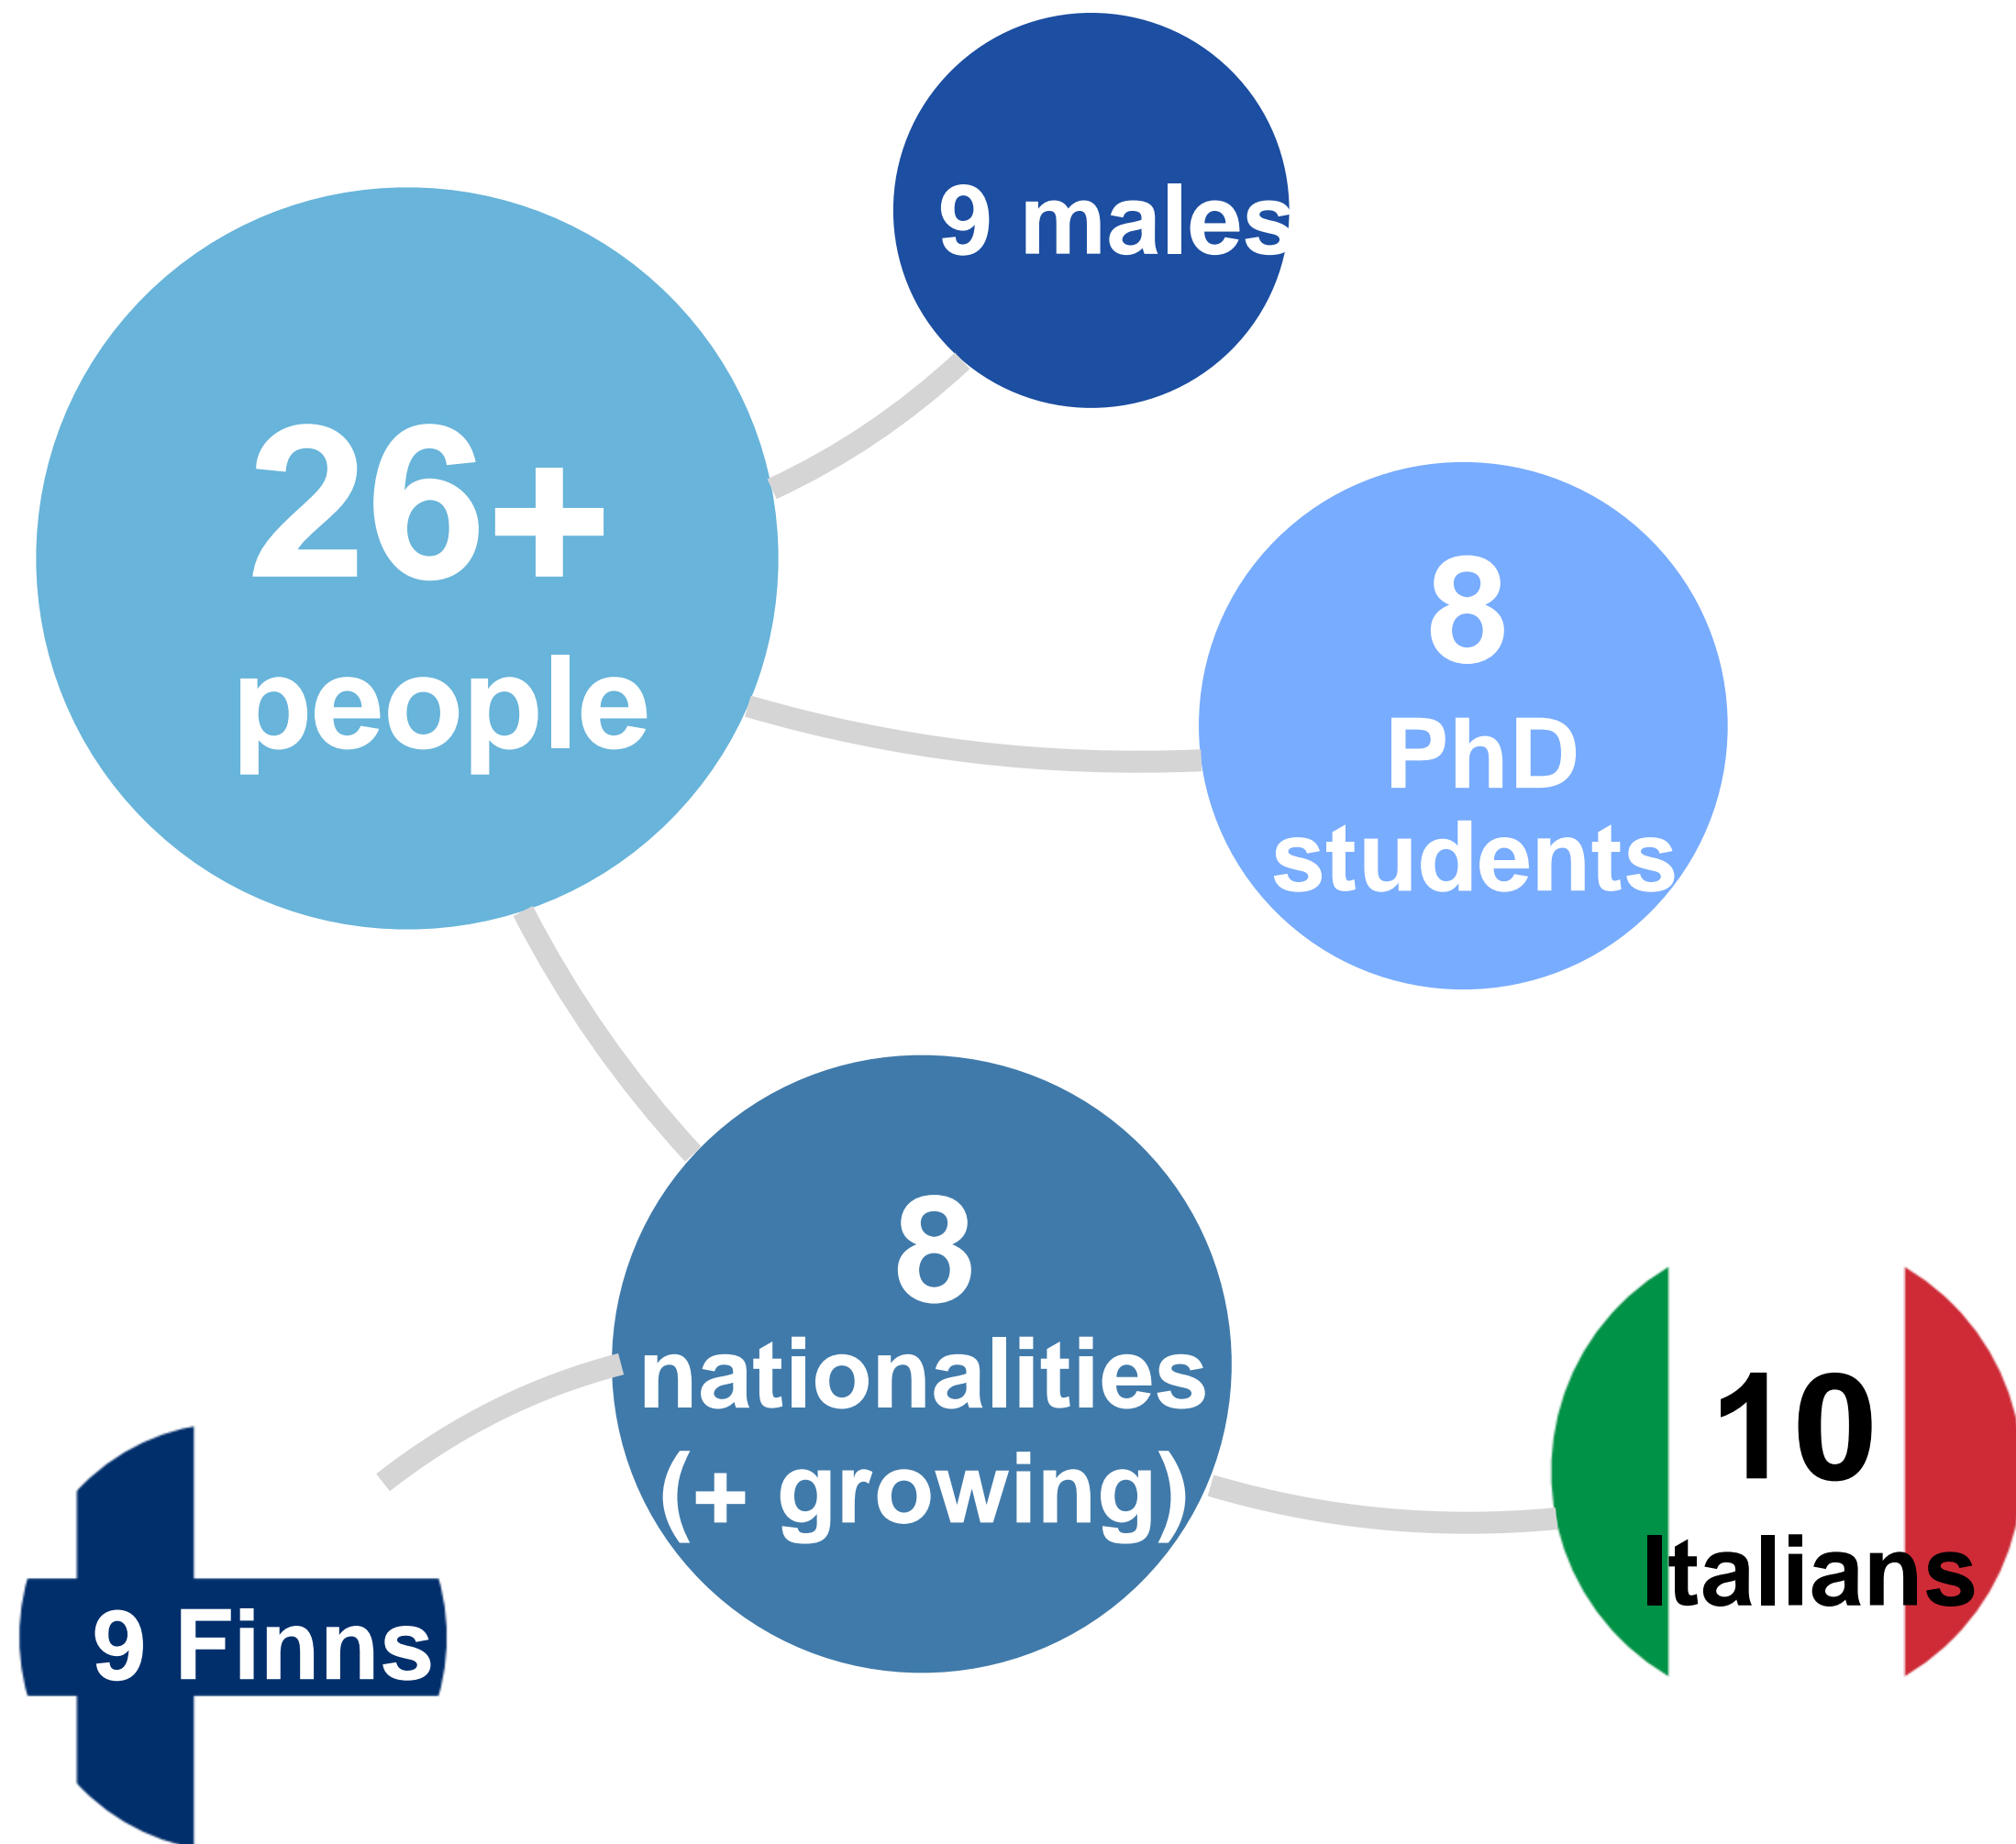 9 males
26+
people
8
PhD
students
8
nationalities
(+ growing)
10
Italians
9 Finns